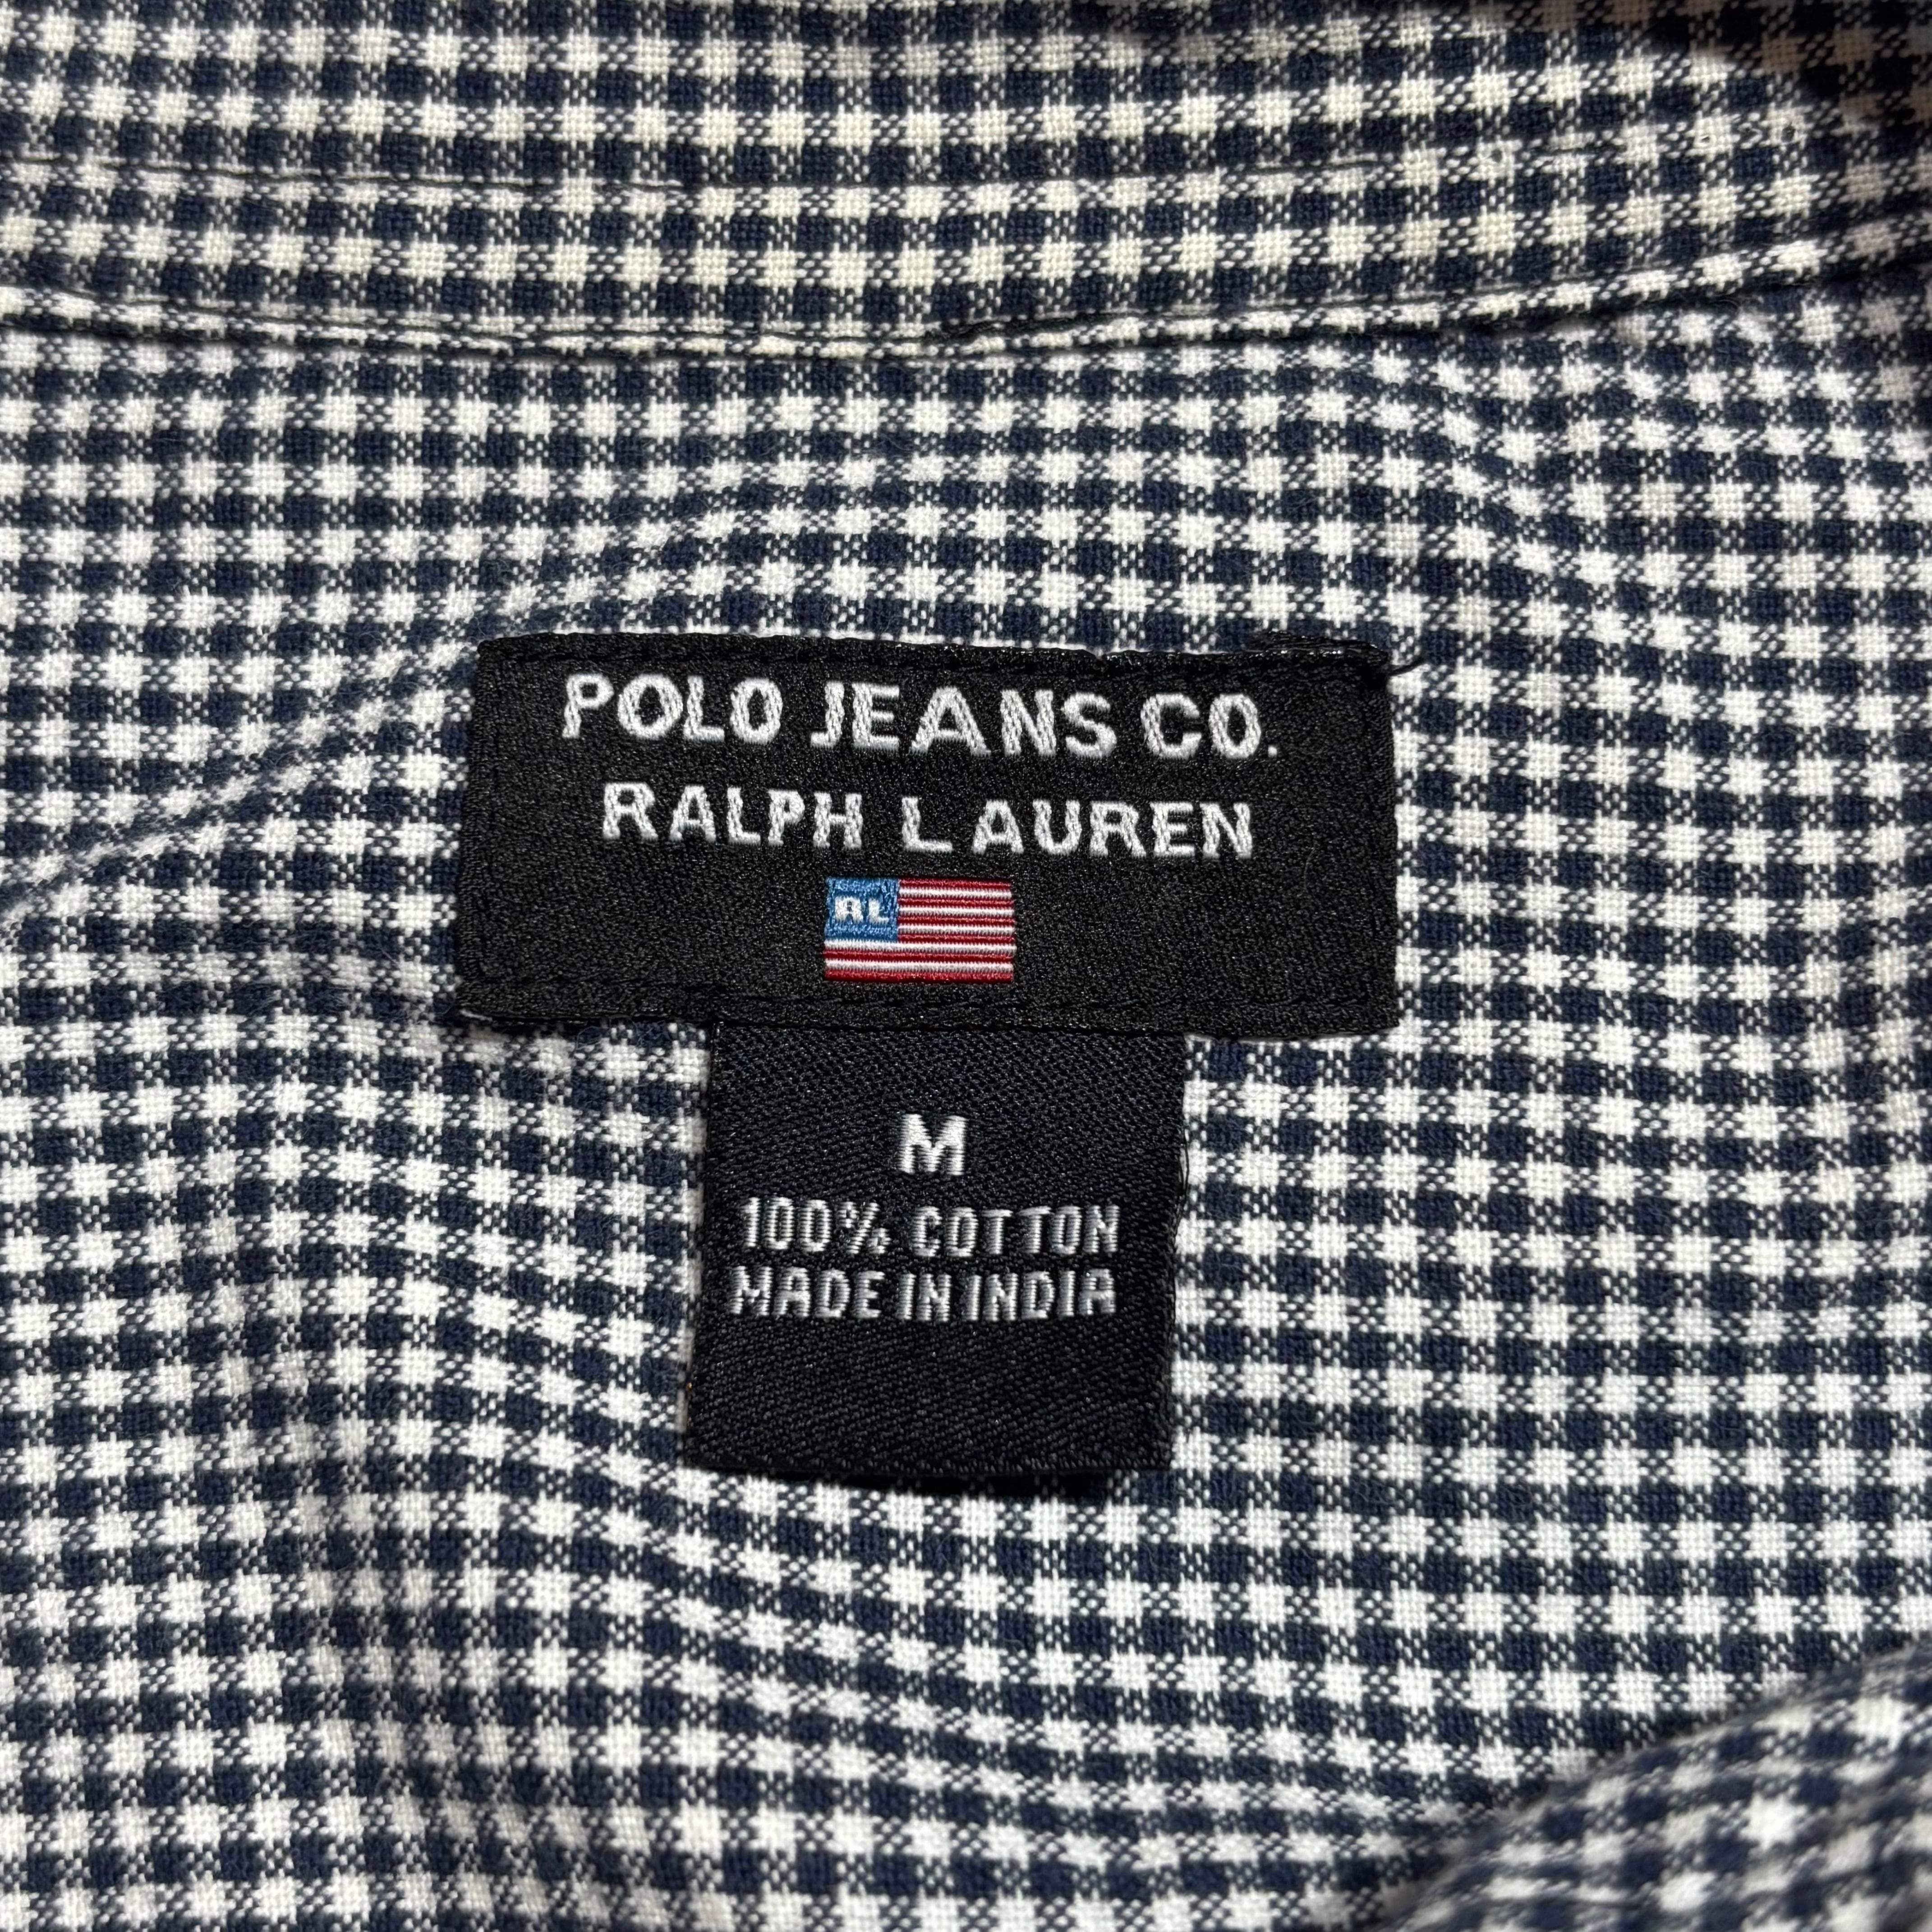 POLO JEANS CO.
RALPH LAUREN
RL
M
100% COTTON
MADE IN INDIA